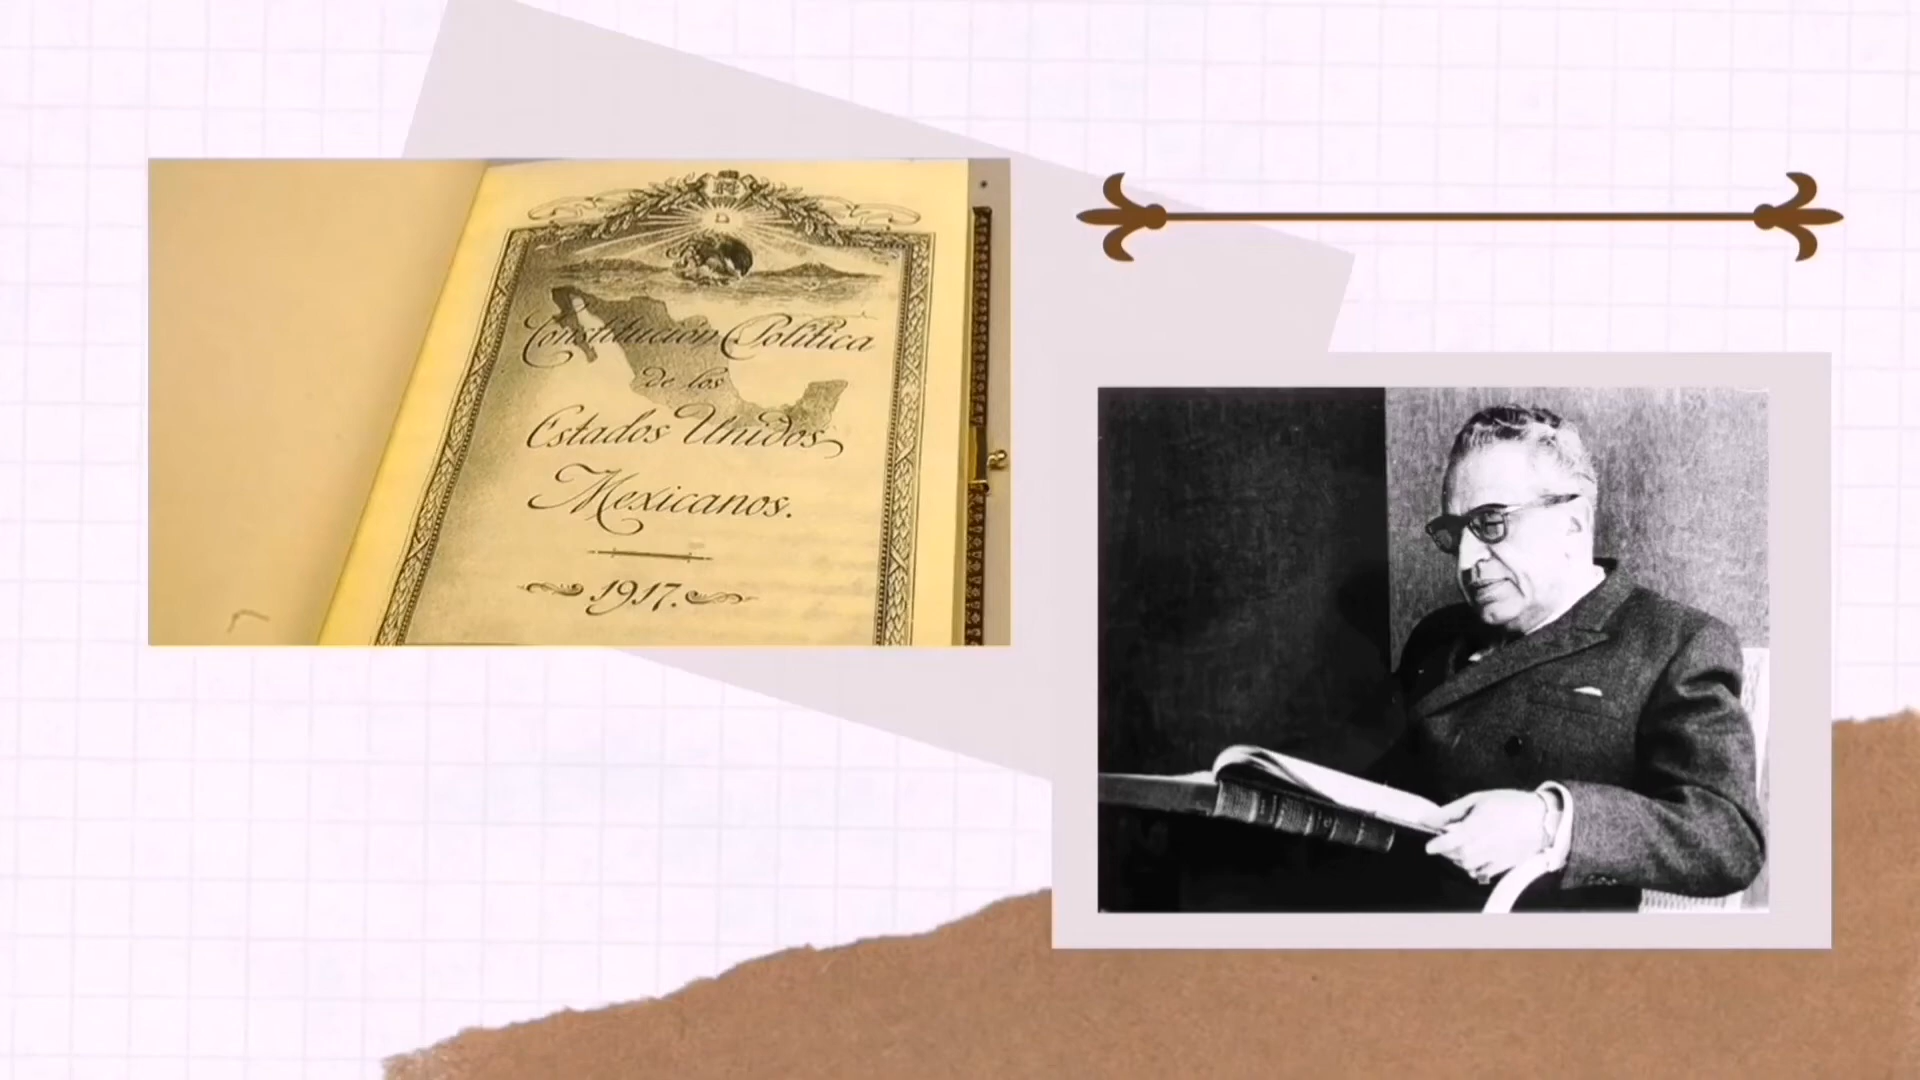 Constitución Política
de los
Estados Unidos
Mexicanos.
1917.